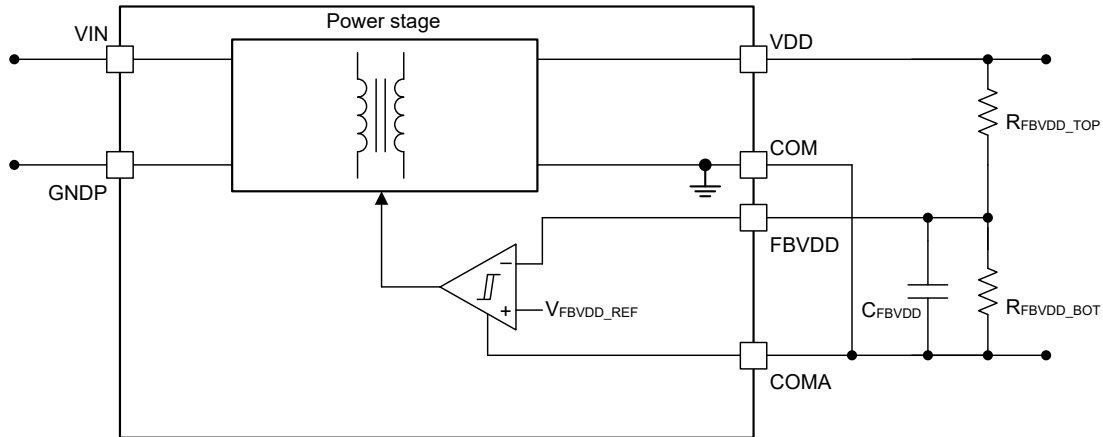 Power stage
VIN
VDD
RFBVDD_TOP
COM
GNDP
FBVDD
−
+
VFBVDD_REF
CFBVDD
RFBVDD_BOT
COMA